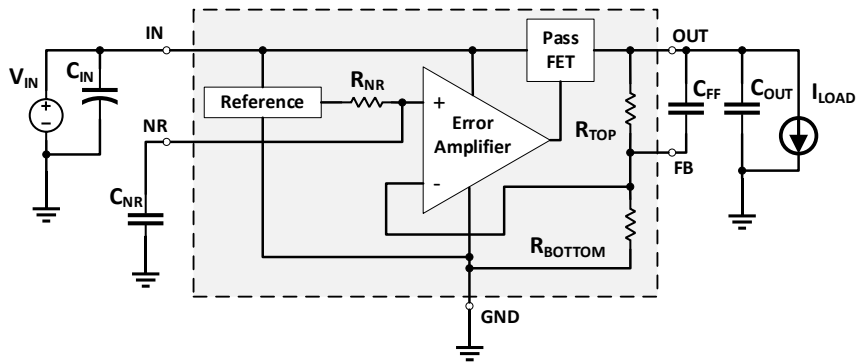 IN
Pass
FET
OUT
V_IN
+
-
C_IN
R_NR
Reference
NR
+
Error
Amplifier
-
R_TOP
C_FF
C_OUT
I_LOAD
FB
C_NR
R_BOTTOM
GND